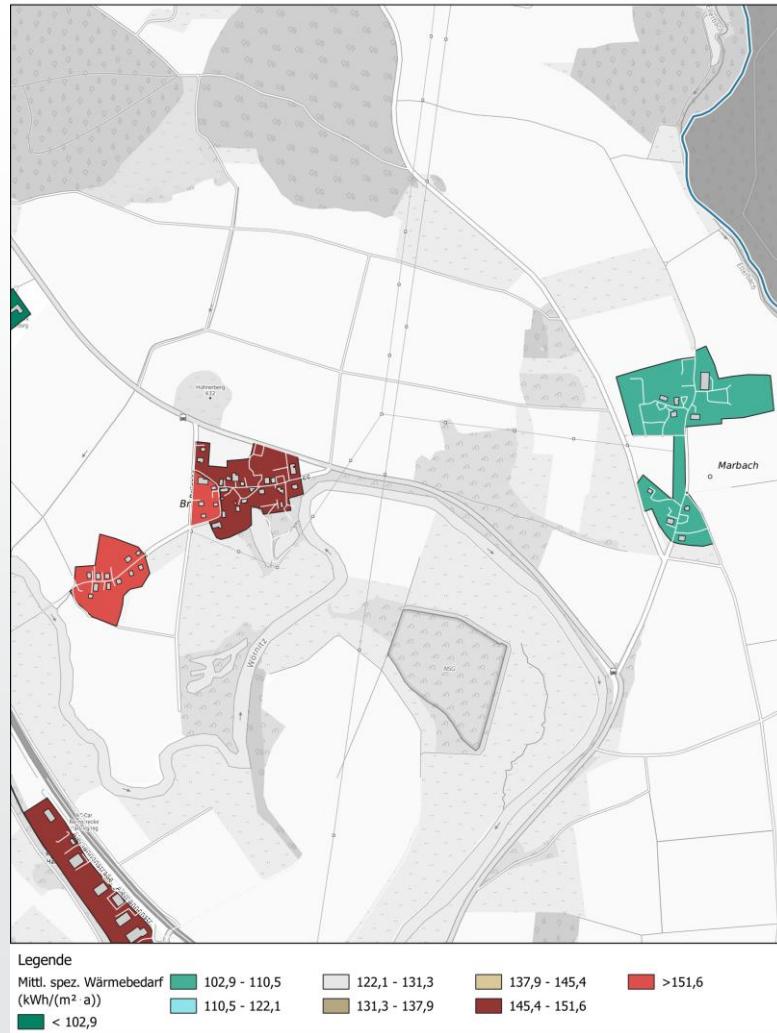 Hühnerberg
632
Marbach
Br
Wörnitz
NSG
Legende
Mittl. spez. Wärmebedarf
(kWh/(m² a))
< 102,9
102,9 - 110,5
110,5 - 122,1
122,1 - 131,3
131,3 - 137,9
137,9 - 145,4
145,4 - 151,6
>151,6